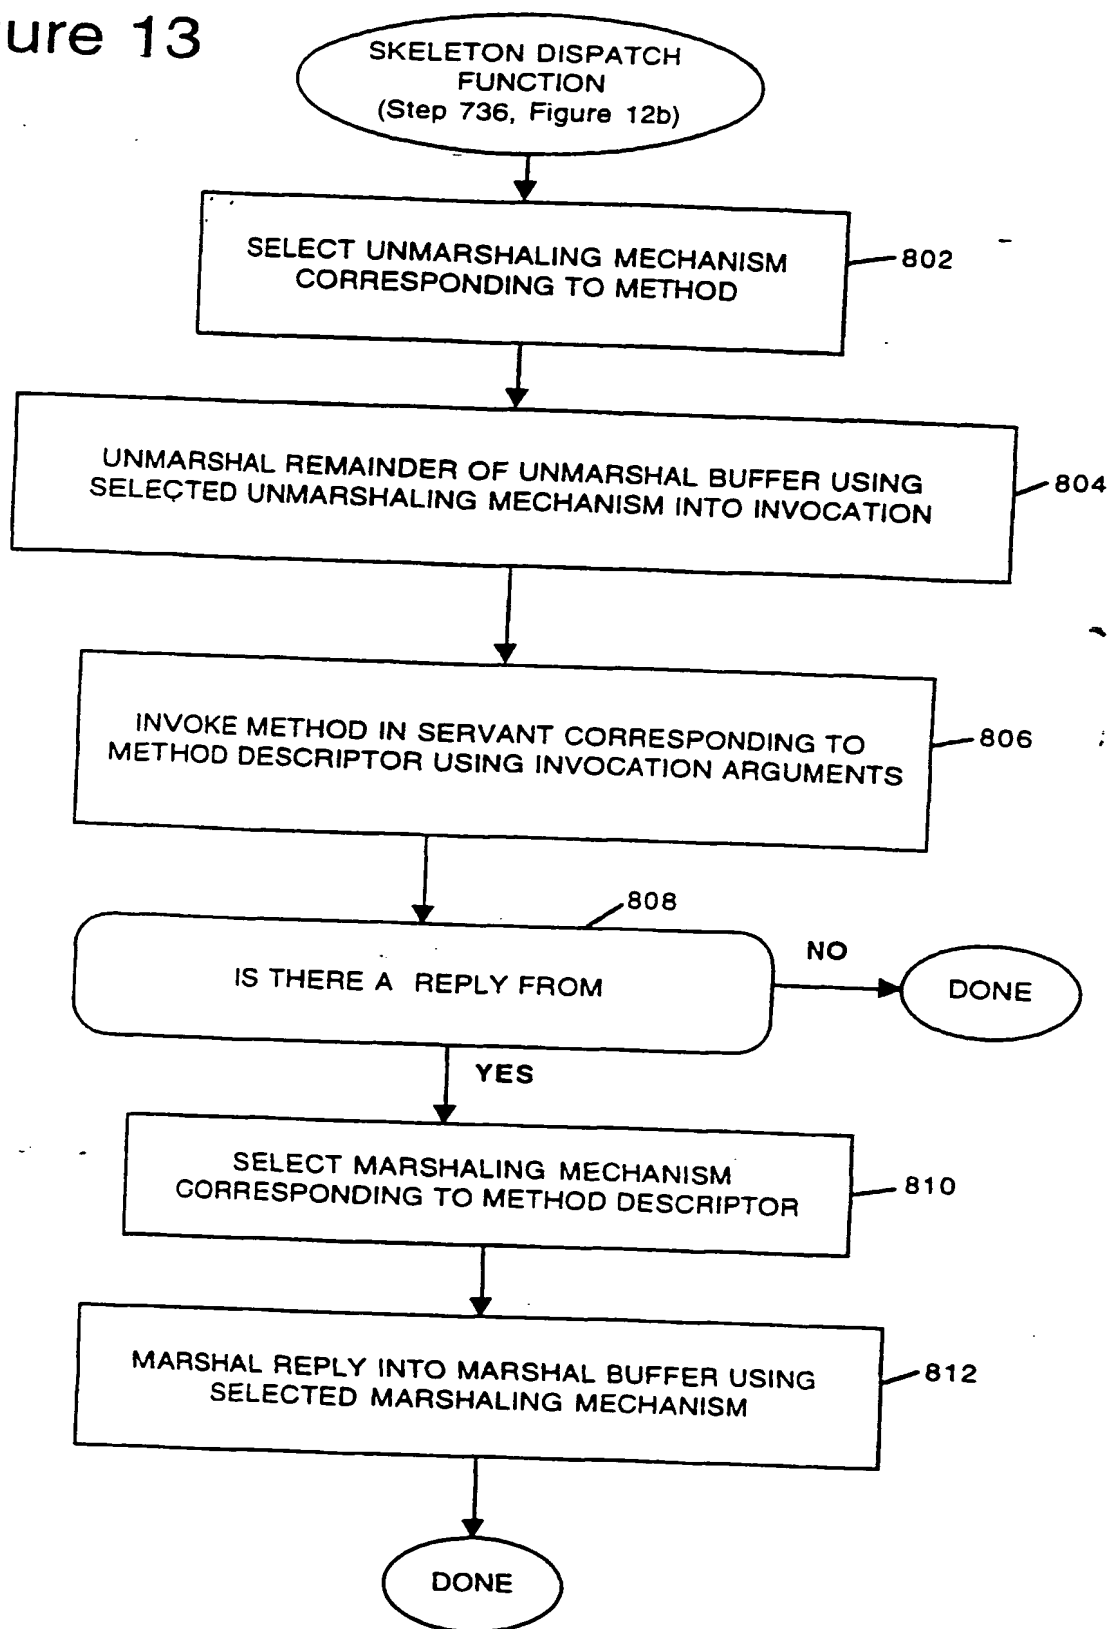 ure 13
SKELETON DISPATCH
FUNCTION
(Step 736, Figure 12b)
SELECT UNMARSHALING MECHANISM
CORRESPONDING TO METHOD
802
UNMARSHAL REMAINDER OF UNMARSHAL BUFFER USING
SELECTED UNMARSHALING MECHANISM INTO INVOCATION
804
INVOKE METHOD IN SERVANT CORRESPONDING TO
METHOD DESCRIPTOR USING INVOCATION ARGUMENTS
806
808
IS THERE A REPLY FROM
NO
DONE
YES
SELECT MARSHALING MECHANISM
CORRESPONDING TO METHOD DESCRIPTOR
810
MARSHAL REPLY INTO MARSHAL BUFFER USING
SELECTED MARSHALING MECHANISM
812
DONE